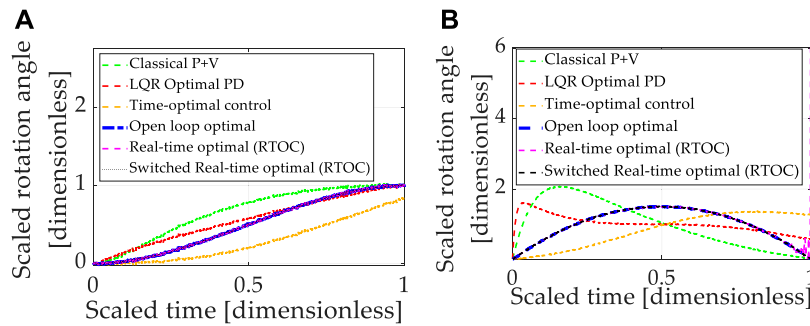 A
Scaled rotation angle
[dimensionless]
2
1
0
Classical P+V
LQR Optimal PD
Time-optimal control
Open loop optimal
Real-time optimal (RTOC)
Switched Real-time optimal (RTOC)
0
0.5
1
Scaled time [dimensionless]
B
Scaled rotation angle
[dimensionless]
6
4
2
0
Classical P+V
LQR Optimal PD
Time-optimal control
Open loop optimal
Real-time optimal (RTOC)
Switched Real-time optimal (RTOC)
0
0.5
1
Scaled time [dimensionless]